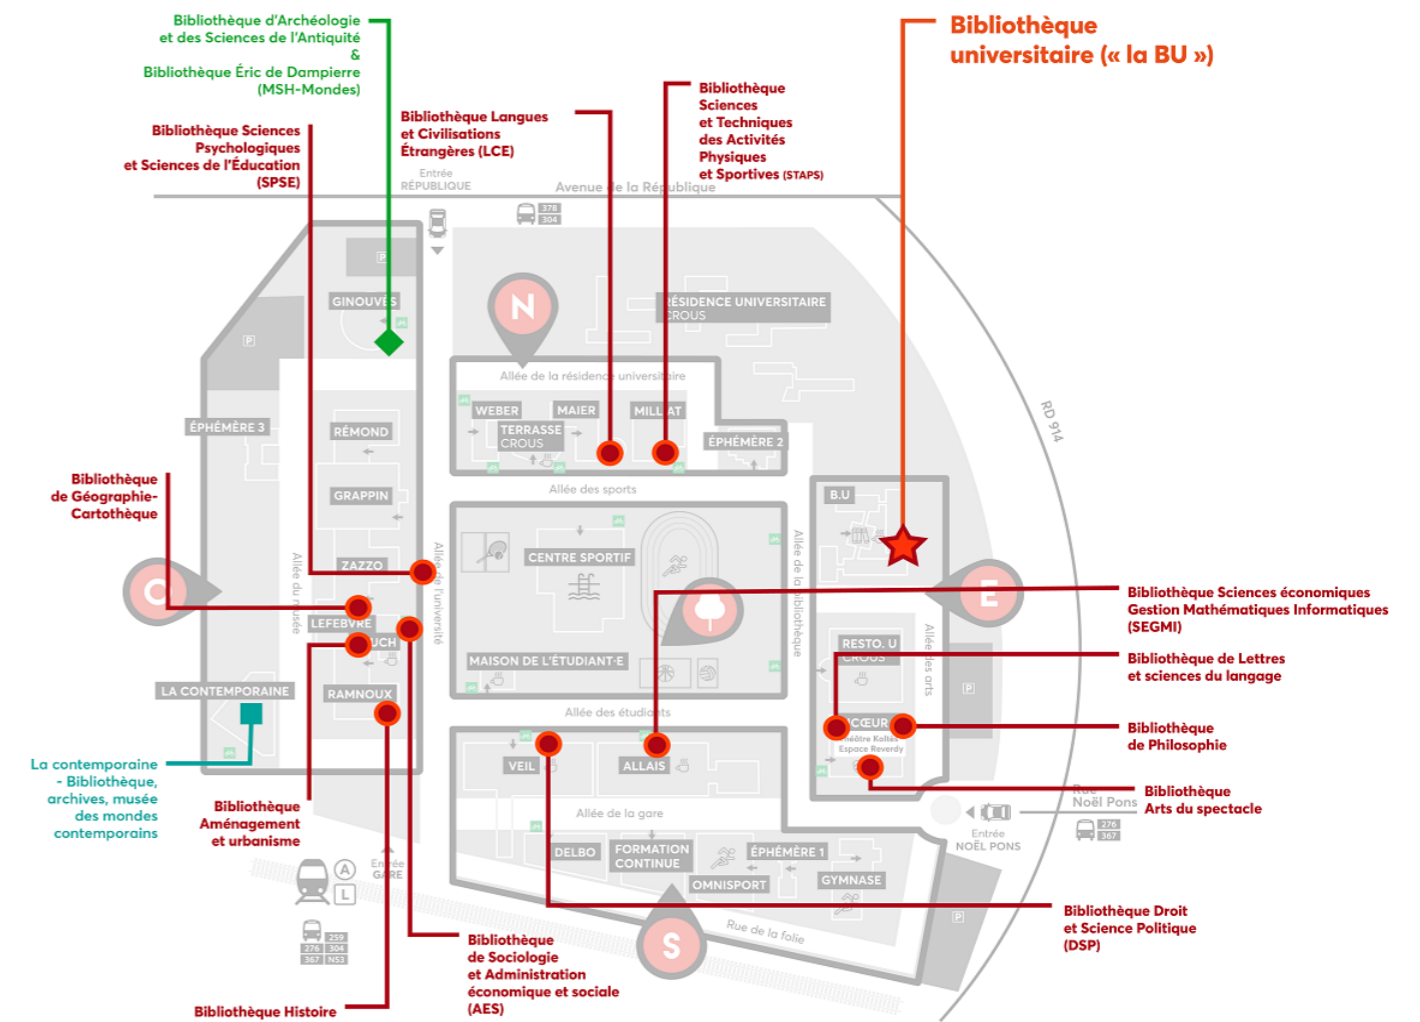 Bibliothèque d'Archéologie
et des Sciences de l'Antiquité
&
Bibliothèque Éric de Dampierre
(MSH-Mondes)
Bibliothèque
universitaire (« la BU »)
Bibliothèque Sciences
Psychologiques
et Sciences de l'Éducation
(SPSE)
Bibliothèque Langues
et Civilisations
Étrangères (LCE)
Bibliothèque
Sciences
et Techniques
des Activités
Physiques
et Sportives (STAPS)
Entrée
RÉPUBLIQUE
Avenue de la République
378
304
P
GINOUVÈS
N
RÉSIDENCE UNIVERSITAIRE
CROUS
P
Allée de la résidence universitaire
WEBER
MAIER
MILLIAT
TERRASSE
CROUS
ÉPHÉMÈRE 2
ÉPHÉMÈRE 3
RÉMOND
RD 914
Bibliothèque
de Géographie-
Cartothèque
GRAPPIN
Allée des sports
B.U
ZAZZO
Allée de l'université
Allée du musée
CENTRE SPORTIF
Allée de la bibliothèque
C
E
LEFEBVRE
UCH
Bibliothèque Sciences économiques
Gestion Mathématiques Informatiques
(SEGMI)
RESTO. U
CROUS
Allée des arts
MAISON DE L'ÉTUDIANT·E
Bibliothèque de Lettres
et sciences du langage
LA CONTEMPORAINE
RAMNOUX
P
Allée des étudiants
ICŒUR
Théâtre Koltès
Espace Reverdy
Bibliothèque
de Philosophie
La contemporaine
- Bibliothèque,
archives, musée
des mondes
contemporains
VEIL
ALLAIS
Bibliothèque
Arts du spectacle
Rue
Noël Pons
Bibliothèque
Aménagement
et urbanisme
Allée de la gare
Entrée
NOËL PONS
276
367
DELBO
FORMATION
CONTINUE
ÉPHÉMÈRE 1
OMNISPORT
GYMNASE
Entrée
GARE
A
L
P
Bibliothèque Droit
et Science Politique
(DSP)
Rue de la folie
S
259
276 304
367 N53
Bibliothèque
de Sociologie
et Administration
économique et sociale
(AES)
Bibliothèque Histoire